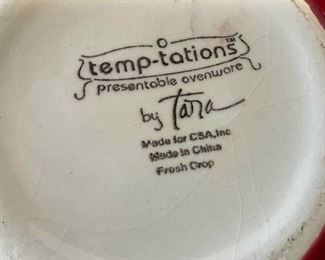 temp-tations™
presentable ovenware
by Tara
Made for CSA, Inc
Made in China
Fresh Crop